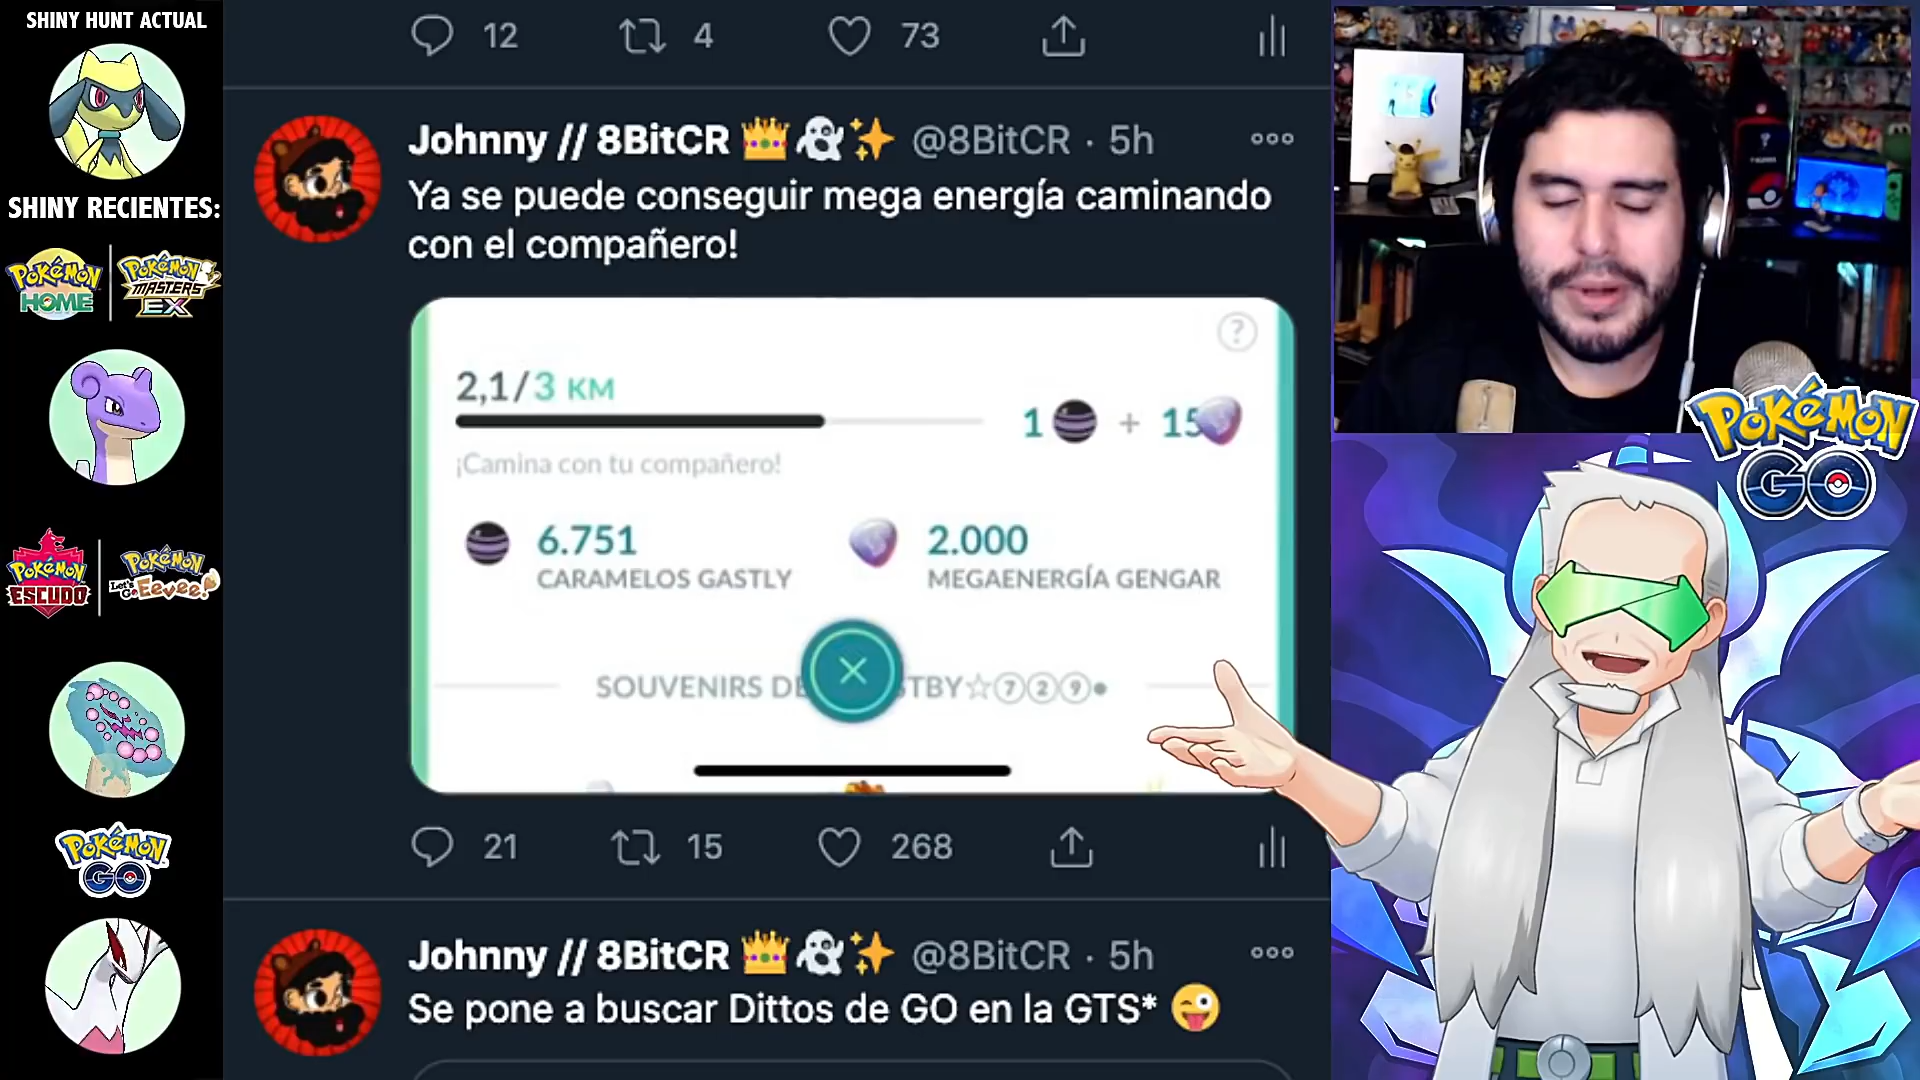 SHINY HUNT ACTUAL
SHINY RECIENTES:
POKéMON
HOME
POKéMON
MASTERS
EX
POKéMON
ESCUDO
POKéMON
Let's Go, Eevee!
POKéMON
GO
12 4 73
Johnny // 8BitCR 👑👻✨ @8BitCR · 5h
Ya se puede conseguir mega energía caminando
con el compañero!
?
2,1/3 KM
1 + 15
¡Camina con tu compañero!
6.751
CARAMELOS GASTLY
2.000
MEGAENERGÍA GENGAR
SOUVENIRS DE TBY☆⑦②⑨●
21 15 268
Johnny // 8BitCR 👑👻✨ @8BitCR · 5h
Se pone a buscar Dittos de GO en la GTS* 😜
POKéMON
GO